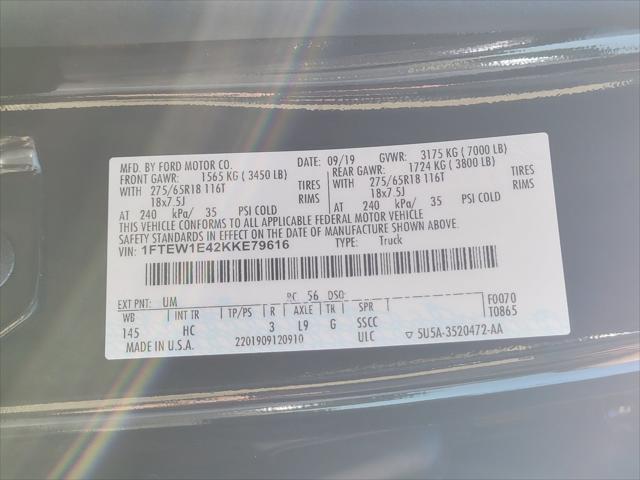 MFD. BY FORD MOTOR CO. DATE: 09/19 GVWR: 3175 KG ( 7000 LB)
FRONT GAWR: 1565 KG ( 3450 LB) REAR GAWR: 1724 KG ( 3800 LB)
WITH 275/65R18 116T TIRES WITH 275/65R18 116T TIRES
18x7.5J RIMS 18x7.5J RIMS
AT 240 kPa/ 35 PSI COLD AT 240 kPa/ 35 PSI COLD
THIS VEHICLE CONFORMS TO ALL APPLICABLE FEDERAL MOTOR VEHICLE
SAFETY STANDARDS IN EFFECT ON THE DATE OF MANUFACTURE SHOWN ABOVE.
VIN: 1FTEW1E42KKE79616 TYPE: Truck
EXT PNT: UM RC: 56 DSO: F0070
WB INT TR TP/PS R AXLE TR SPR T0865
145 HC 3 L9 G SSCC
MADE IN U.S.A. 2201909120910 ULC ▽ 5U5A-3520472-AA